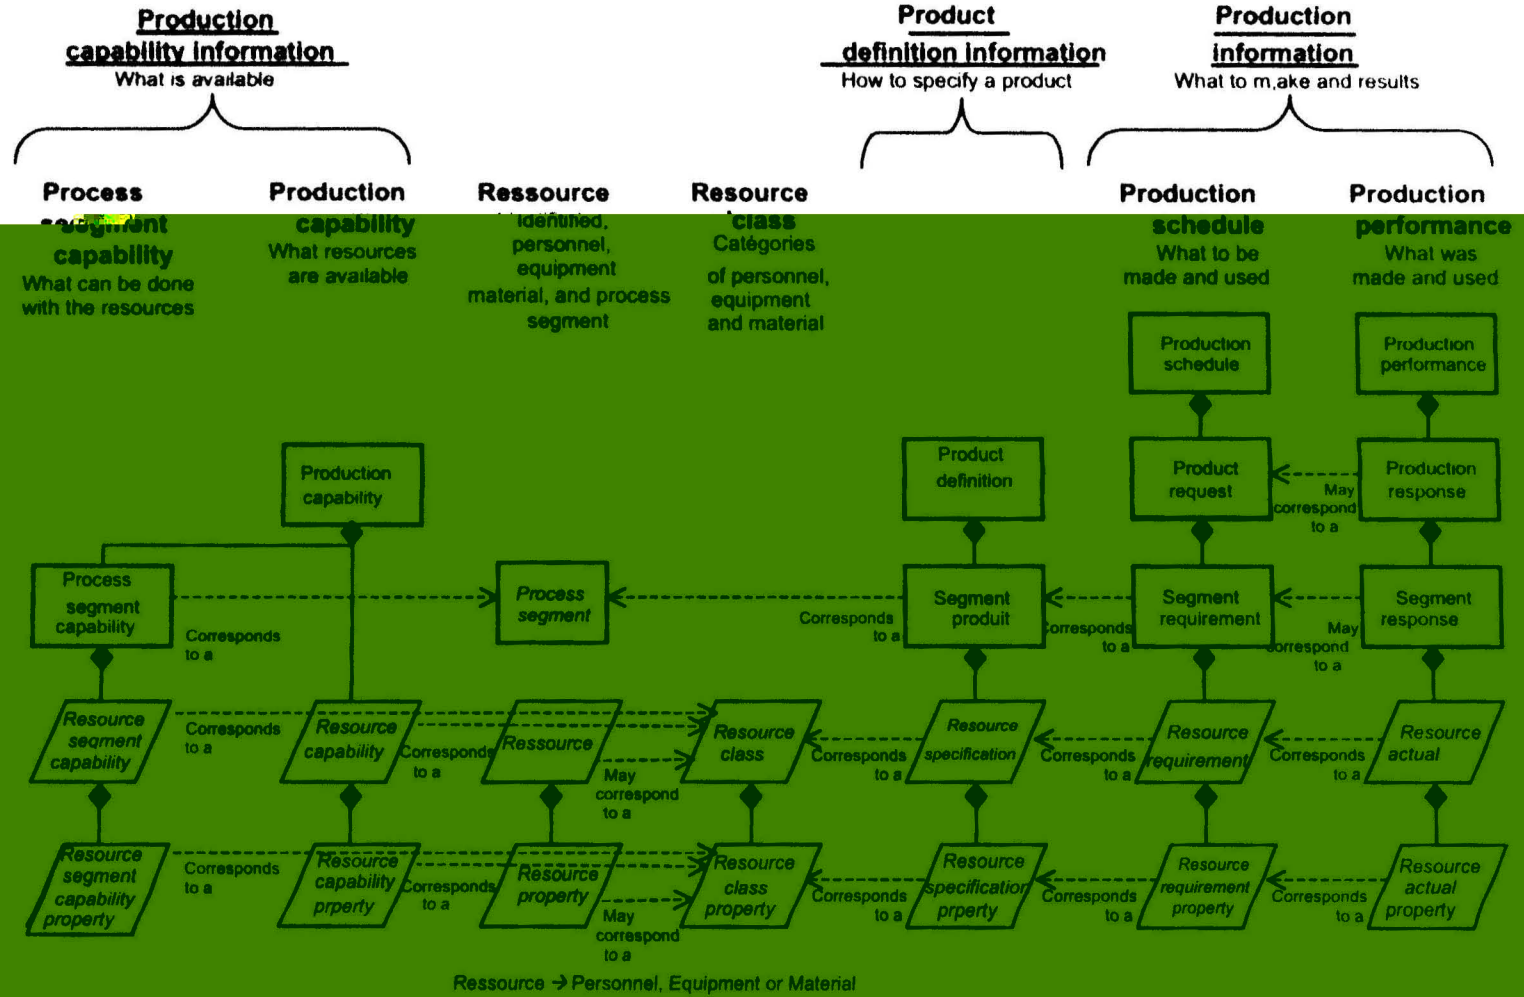 Production
capability information
What is available
Product
definition information
How to specify a product
Production
information
What to m,ake and results
Process
segment
capability
What can be done
with the resources
Production
capability
What resources
are available
Ressource
Identified,
personnel,
equipment
material, and process
segment
Resource
class
Catégories
of personnel,
equipment
and material
Production
schedule
What to be
made and used
Production
performance
What was
made and used
Production
schedule
Production
performance
Production
capability
Product
definition
Product
request
May
correspond
to a
Production
response
Process
segment
capability
Corresponds
to a
Process
segment
Corresponds
to a
Segment
produit
Corresponds
to a
Segment
requirement
May
correspond
to a
Segment
response
Resource
segment
capability
Corresponds
to a
Resource
capability
Corresponds
to a
Ressource
May
correspond
to a
Resource
class
Corresponds
to a
Resource
specification
Corresponds
to a
Resource
requirement
Corresponds
to a
Resource
actual
Resource
segment
capability
property
Corresponds
to a
Resource
capability
prperty
Corresponds
to a
Resource
property
May
correspond
to a
Resource
class
property
Corresponds
to a
Resource
specification
prperty
Corresponds
to a
Resource
requirement
property
Corresponds
to a
Resource
actual
property
Ressource → Personnel, Equipment or Material